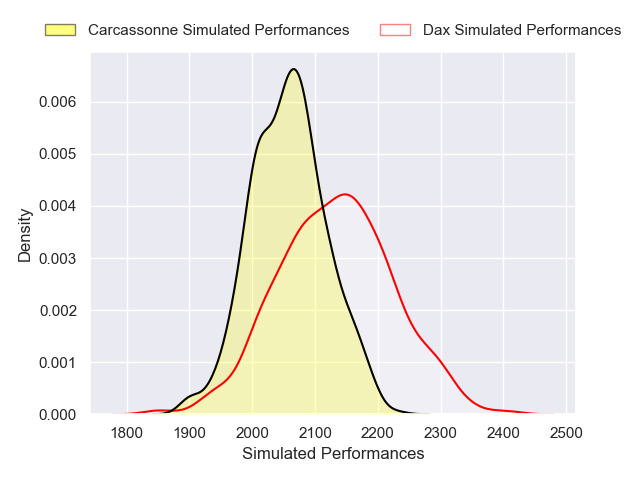 Carcassonne Simulated Performances Dax Simulated Performances
0.006
0.005
0.004
0.003
0.002
0.001
0.000
Density
1800 1900 2000 2100 2200 2300 2400 2500
Simulated Performances